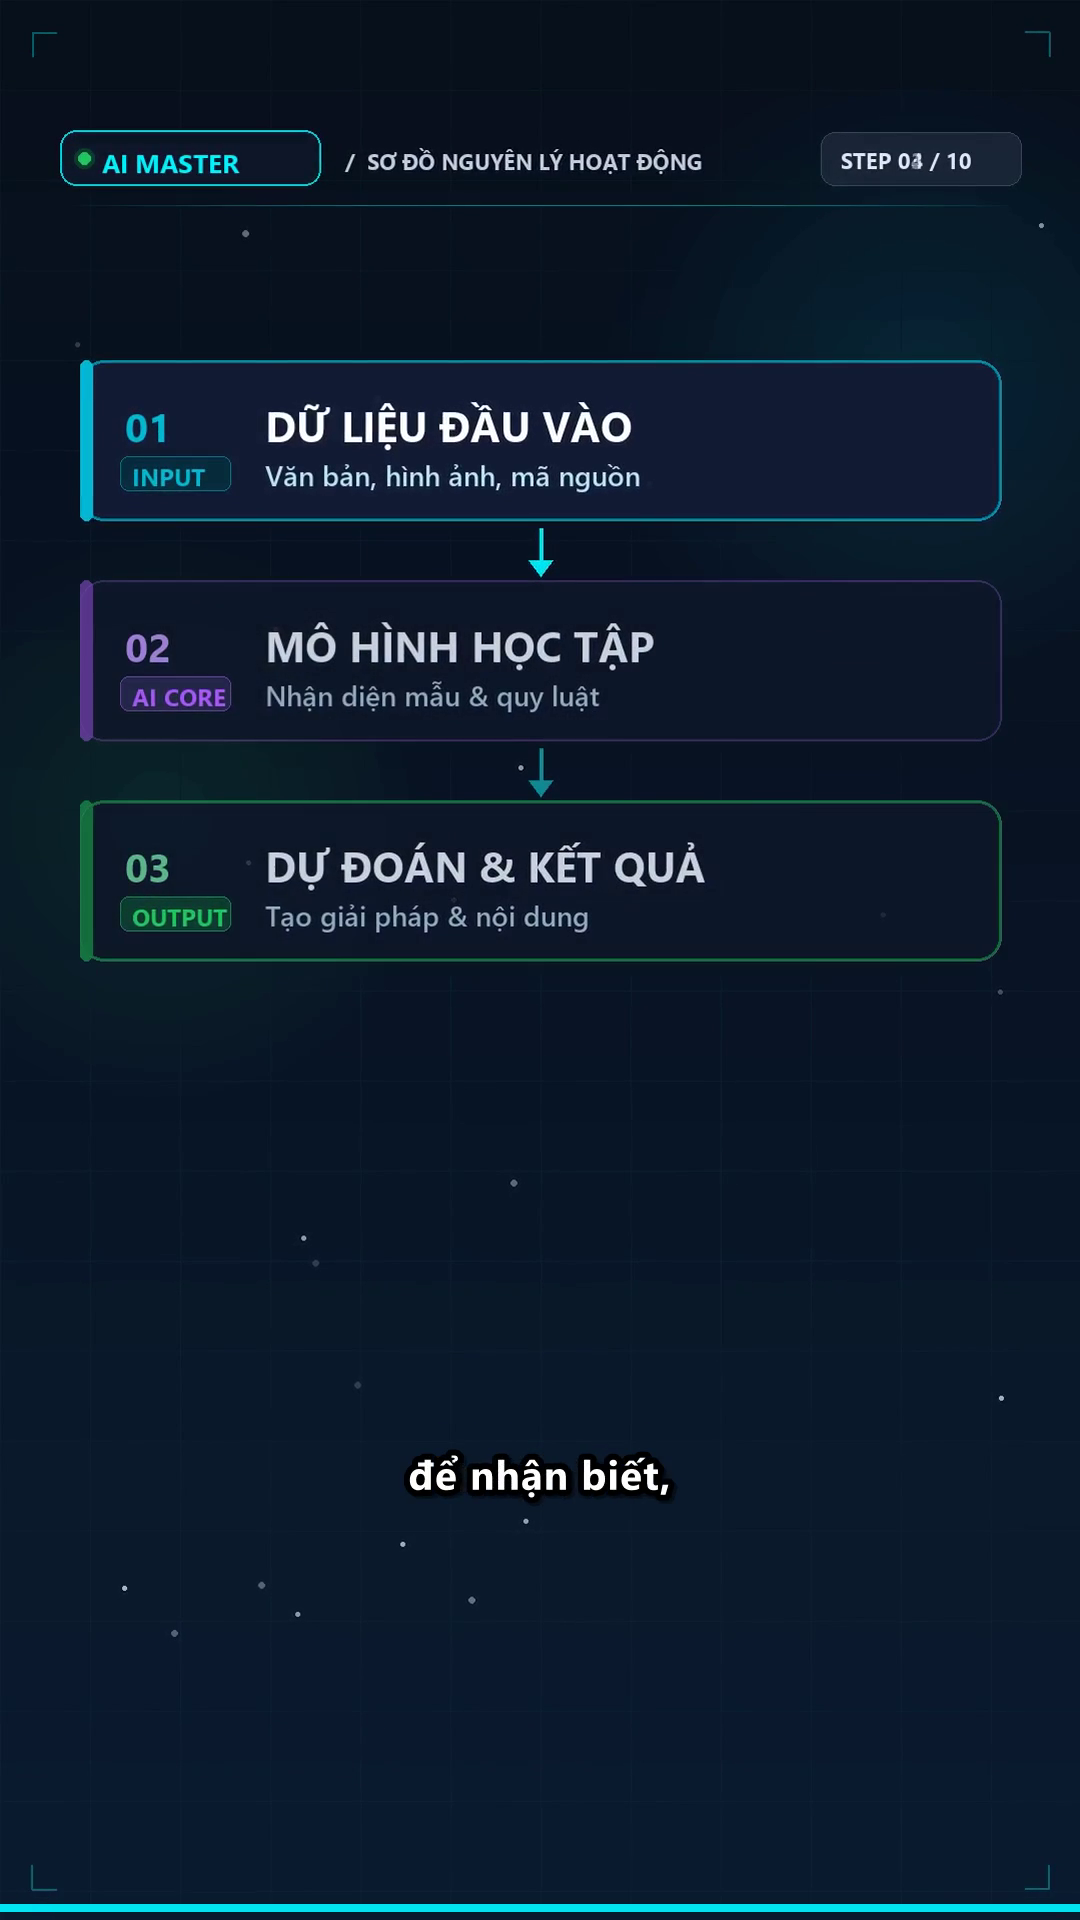 AI MASTER / SƠ ĐỒ NGUYÊN LÝ HOẠT ĐỘNG
STEP / 10
01
DỮ LIỆU ĐẦU VÀO
INPUT
Văn bản, hình ảnh, mã nguồn
02
MÔ HÌNH HỌC TẬP
AI CORE
Nhận diện mẫu & quy luật
03
DỰ ĐOÁN & KẾT QUẢ
OUTPUT
Tạo giải pháp & nội dung
để nhận biết,